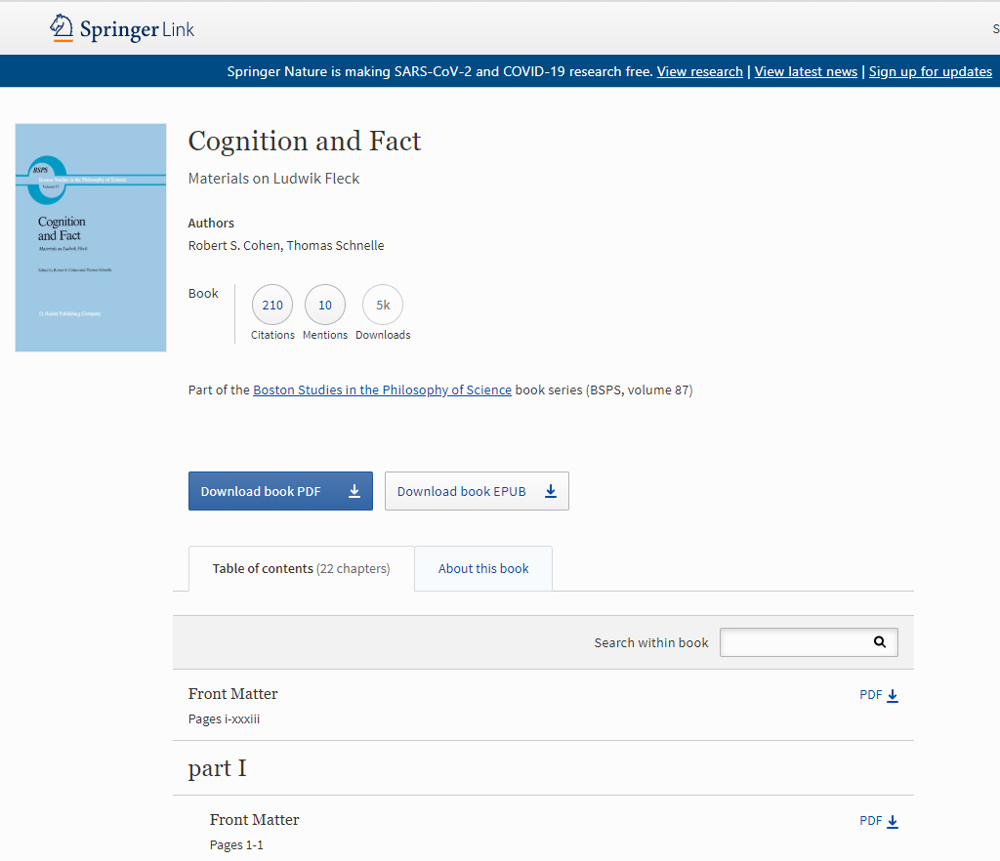 Springer Link
S
Springer Nature is making SARS-CoV-2 and COVID-19 research free. View research | View latest news | Sign up for updates
BSPS
Boston Studies in the Philosophy of Science
Cognition
and Fact
Materials on Ludwik Fleck
Edited by Robert S. Cohen and Thomas Schnelle
D. Reidel Publishing Company
Cognition and Fact
Materials on Ludwik Fleck
Authors
Robert S. Cohen, Thomas Schnelle
Book
210 10 5k
Citations Mentions Downloads
Part of the Boston Studies in the Philosophy of Science book series (BSPS, volume 87)
Download book PDF Download book EPUB
Table of contents (22 chapters) About this book
Search within book
Front Matter PDF
Pages i-xxxiii
part I
Front Matter PDF
Pages 1-1